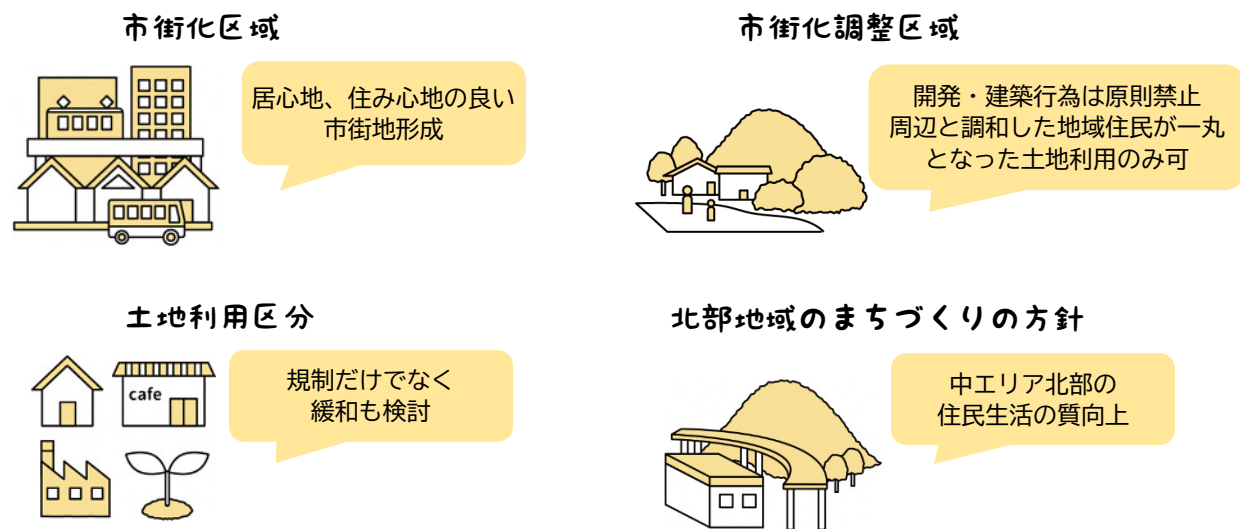 市街化区域
居心地、住み心地の良い
市街地形成
市街化調整区域
開発・建築行為は原則禁止
周辺と調和した地域住民が一丸
となった土地利用のみ可
土地利用区分
cafe
規制だけでなく
緩和も検討
北部地域のまちづくりの方針
中エリア北部の
住民生活の質向上